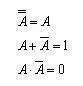 A̿ = A
A + A̅ = 1
A · A̅ = 0